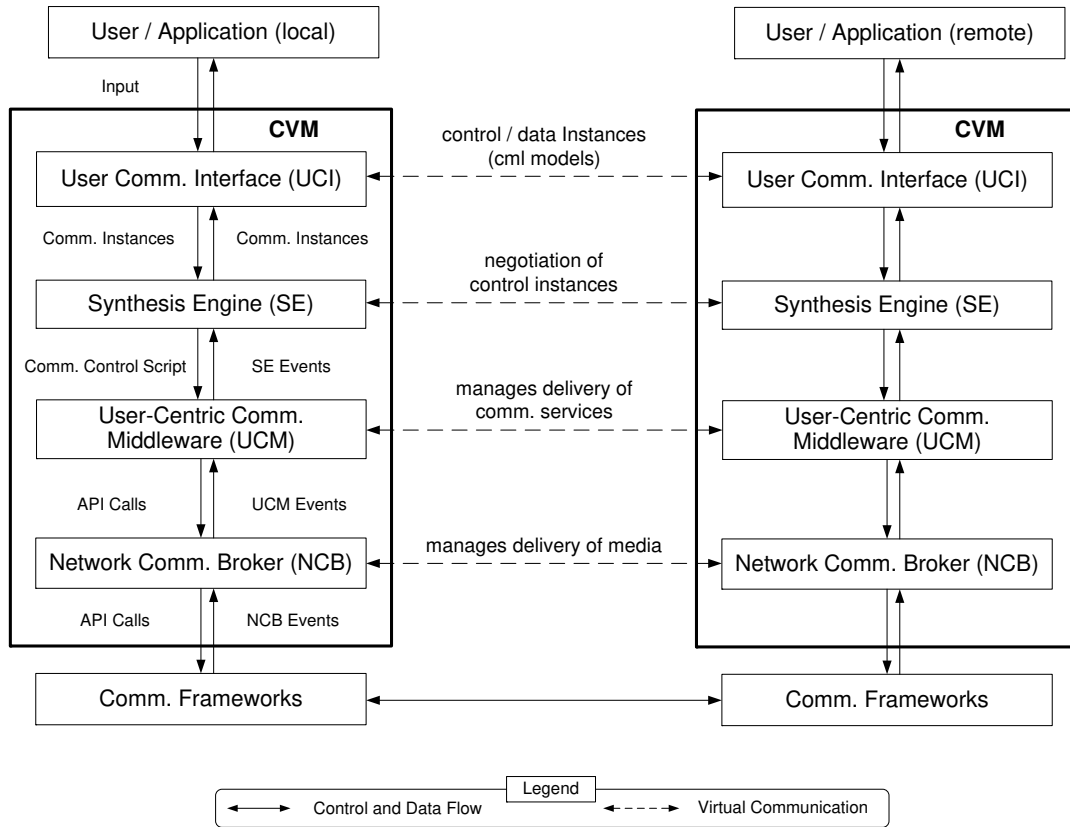 User / Application (local)
User / Application (remote)
Input
CVM
CVM
control / data Instances
(cml models)
User Comm. Interface (UCI)
User Comm. Interface (UCI)
Comm. Instances
Comm. Instances
negotiation of
control instances
Synthesis Engine (SE)
Synthesis Engine (SE)
Comm. Control Script
SE Events
manages delivery of
comm. services
User-Centric Comm.
Middleware (UCM)
User-Centric Comm.
Middleware (UCM)
API Calls
UCM Events
manages delivery of media
Network Comm. Broker (NCB)
Network Comm. Broker (NCB)
API Calls
NCB Events
Comm. Frameworks
Comm. Frameworks
Legend
Control and Data Flow
Virtual Communication